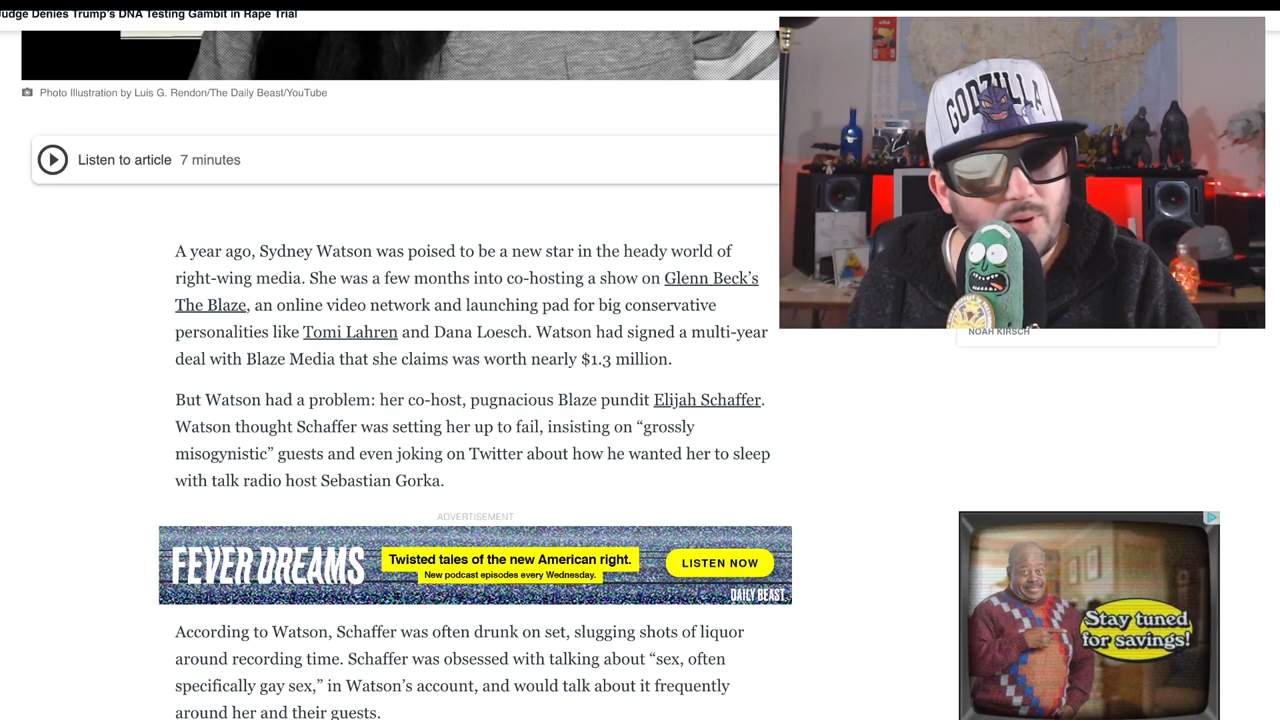 Judge Denies Trump's DNA Testing Gambit in Rape Trial
Photo Illustration by Luis G. Rendon/The Daily Beast/YouTube
Listen to article 7 minutes
GODZILLA
NOAH KIRSCH
A year ago, Sydney Watson was poised to be a new star in the heady world of
right-wing media. She was a few months into co-hosting a show on Glenn Beck's
The Blaze, an online video network and launching pad for big conservative
personalities like Tomi Lahren and Dana Loesch. Watson had signed a multi-year
deal with Blaze Media that she claims was worth nearly $1.3 million.
But Watson had a problem: her co-host, pugnacious Blaze pundit Elijah Schaffer.
Watson thought Schaffer was setting her up to fail, insisting on “grossly
misogynistic” guests and even joking on Twitter about how he wanted her to sleep
with talk radio host Sebastian Gorka.
ADVERTISEMENT
FEVER DREAMS
Twisted tales of the new American right.
New podcast episodes every Wednesday.
LISTEN NOW
DAILY BEAST
Stay tuned
for savings!
According to Watson, Schaffer was often drunk on set, slugging shots of liquor
around recording time. Schaffer was obsessed with talking about “sex, often
specifically gay sex,” in Watson's account, and would talk about it frequently
around her and their guests.